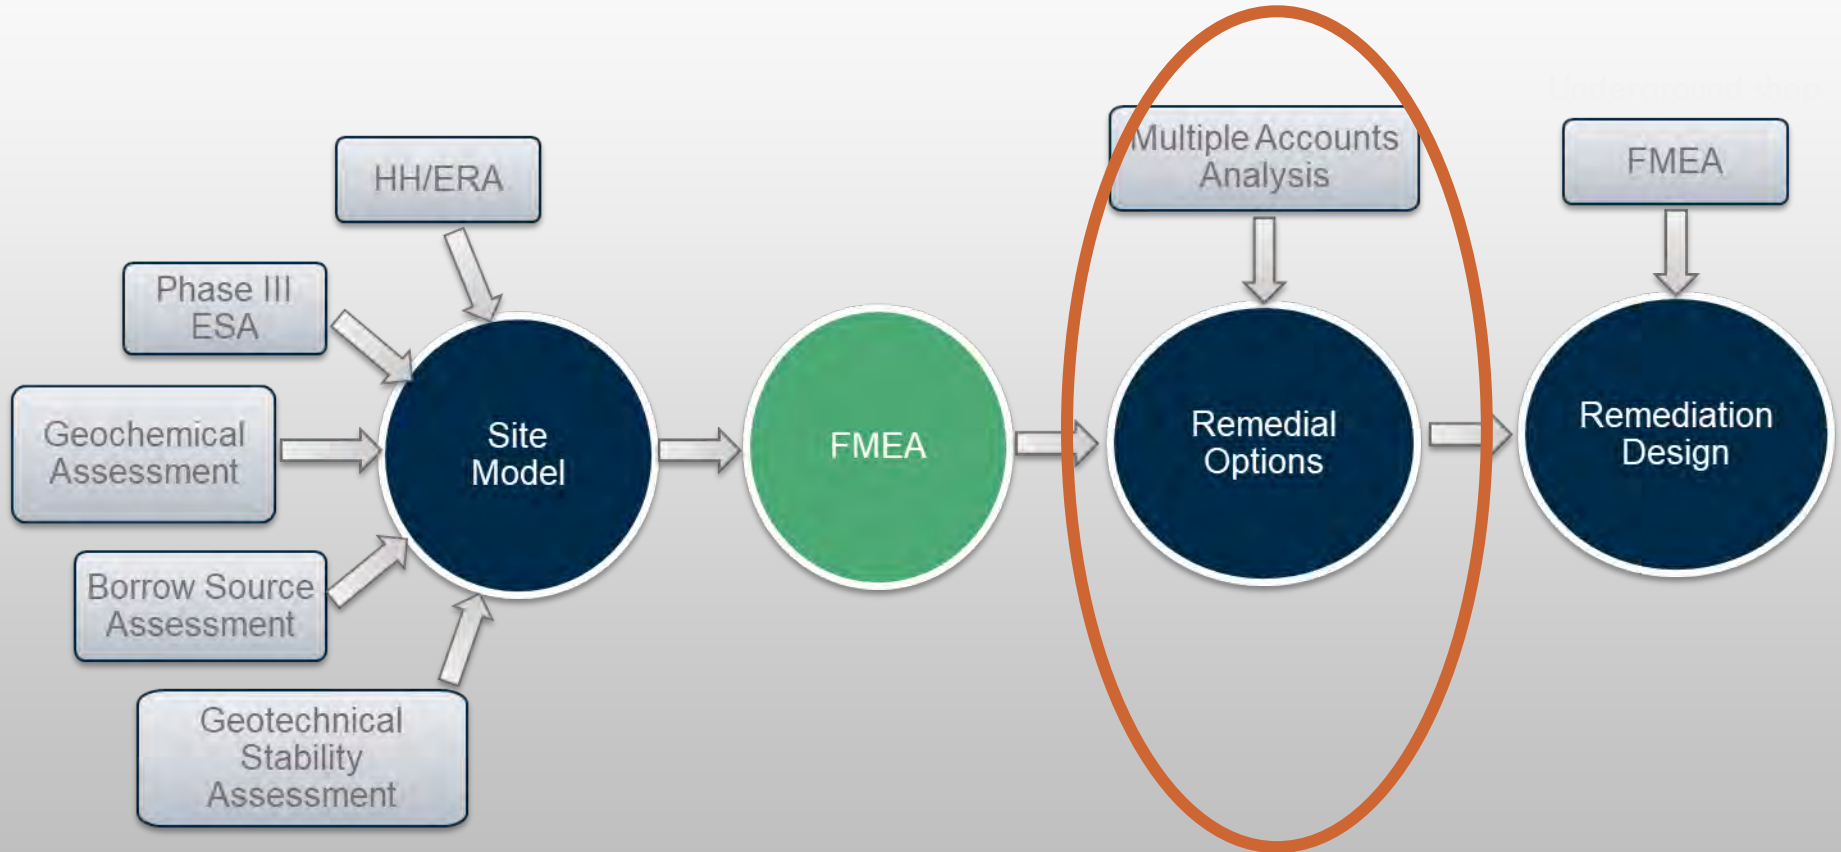 HH/ERA
Phase III
ESA
Geochemical
Assessment
Borrow Source
Assessment
Geotechnical
Stability
Assessment
Site
Model
FMEA
Multiple Accounts
Analysis
Remedial
Options
FMEA
Remediation
Design